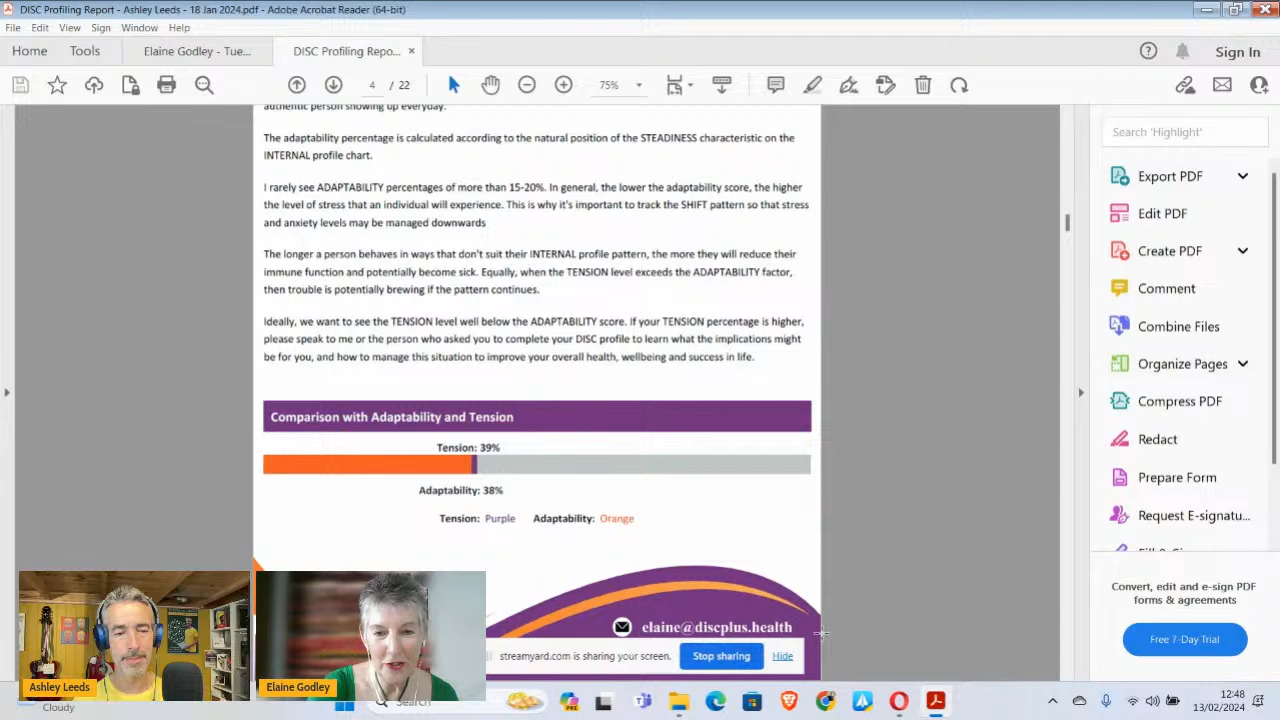 DISC Profiling Report - Ashley Leeds - 18 Jan 2024.pdf - Adobe Acrobat Reader (64-bit)
File Edit View Sign Window Help
Home Tools Elaine Godley - Tue... DISC Profiling Repo... × Sign In
4 / 22 75%
authentic person showing up everyday.
The adaptability percentage is calculated according to the natural position of the STEADINESS characteristic on the
INTERNAL profile chart.
I rarely see ADAPTABILITY percentages of more than 15-20%. In general, the lower the adaptability score, the higher
the level of stress that an individual will experience. This is why it's important to track the SHIFT pattern so that stress
and anxiety levels may be managed downwards
The longer a person behaves in ways that don't suit their INTERNAL profile pattern, the more they will reduce their
immune function and potentially become sick. Equally, when the TENSION level exceeds the ADAPTABILITY factor,
then trouble is potentially brewing if the pattern continues.
Ideally, we want to see the TENSION level well below the ADAPTABILITY score. If your TENSION percentage is higher,
please speak to me or the person who asked you to complete your DISC profile to learn what the implications might
be for you, and how to manage this situation to improve your overall health, wellbeing and success in life.
Comparison with Adaptability and Tension
Tension: 39%
Adaptability: 38%
Tension: Purple Adaptability: Orange
elaine@discplus.health
streamyard.com is sharing your screen. Stop sharing Hide
Search 'Highlight'
Export PDF
Edit PDF
Create PDF
Comment
Combine Files
Organize Pages
Compress PDF
Redact
Prepare Form
Request E-signatu...
Convert, edit and e-sign PDF
forms & agreements
Free 7-Day Trial
Ashley Leeds
Elaine Godley
Cloudy
Search
12:48
13/02/2024